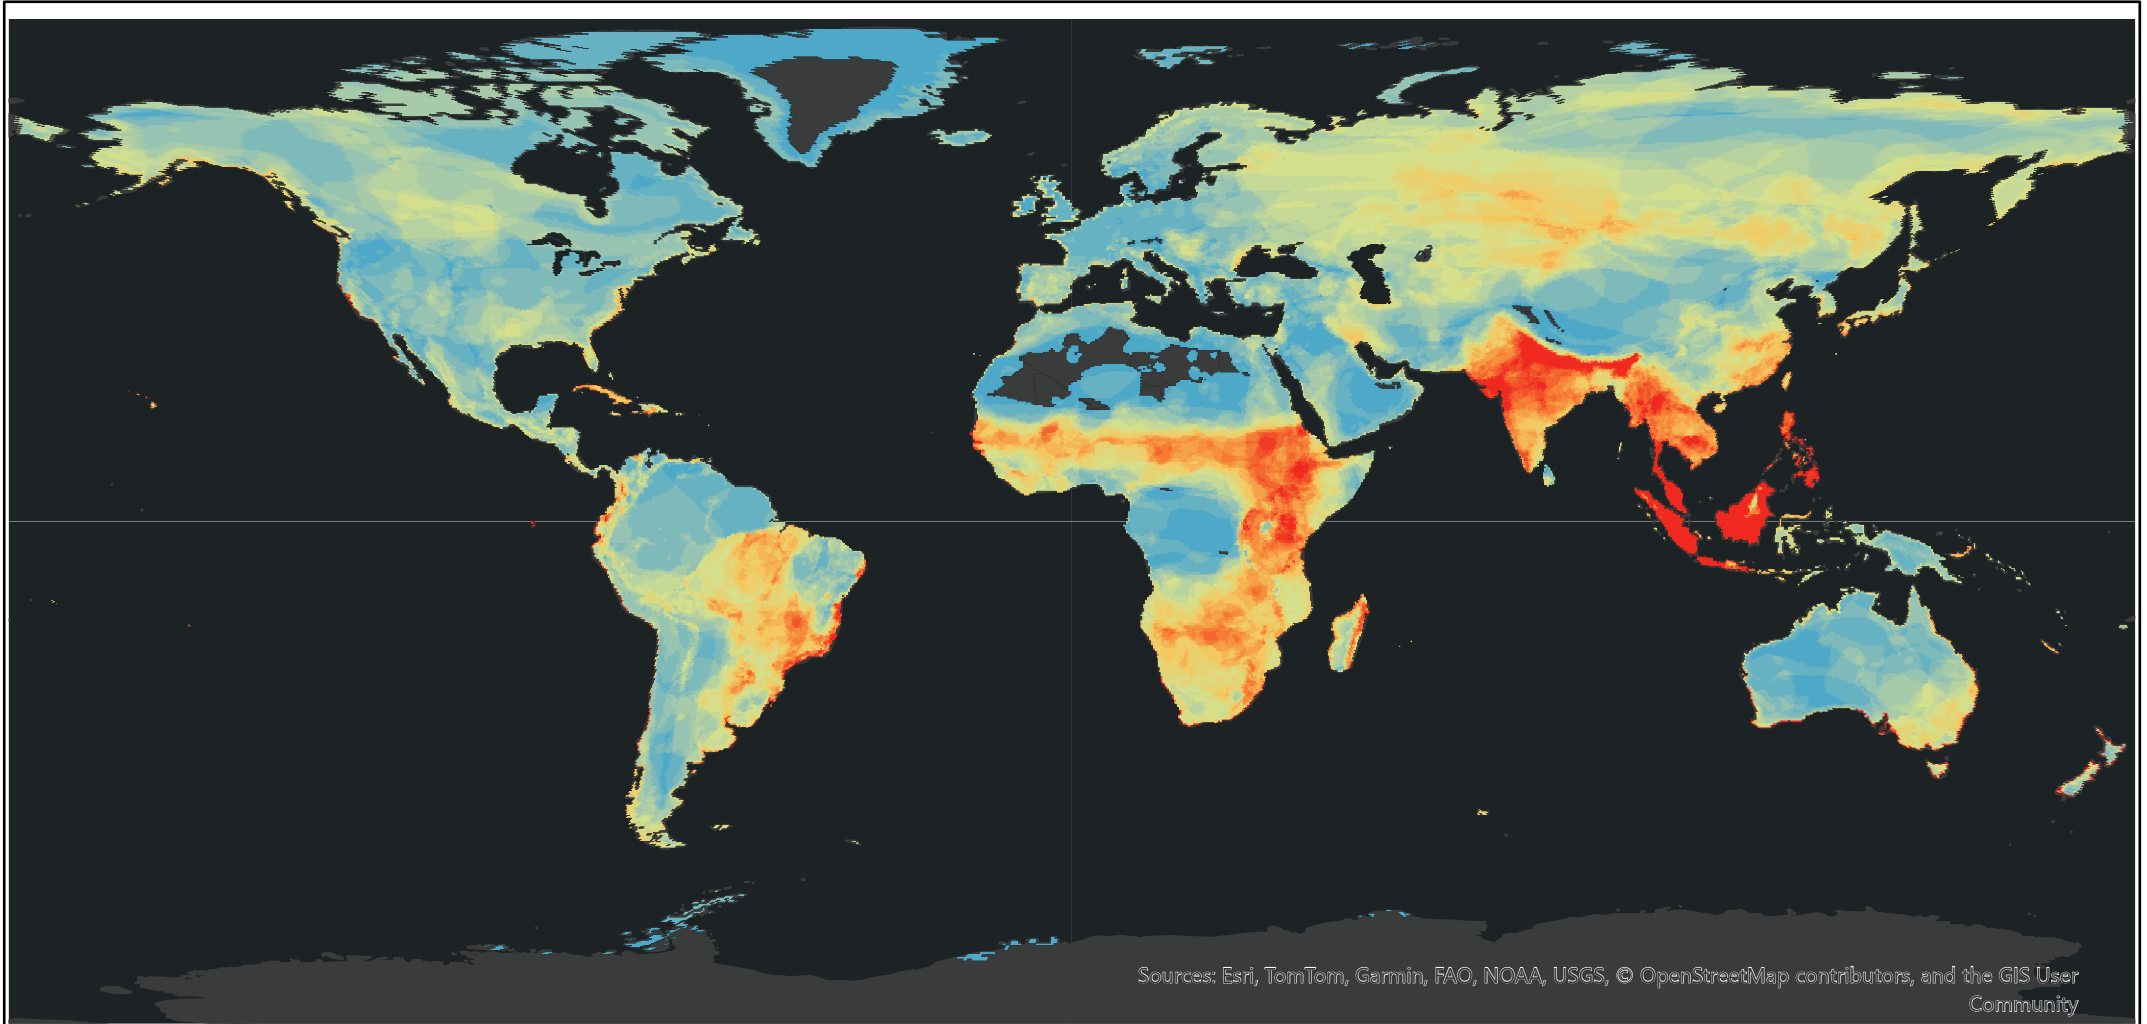 Sources: Esri, TomTom, Garmin, FAO, NOAA, USGS, © OpenStreetMap contributors, and the GIS User
Community